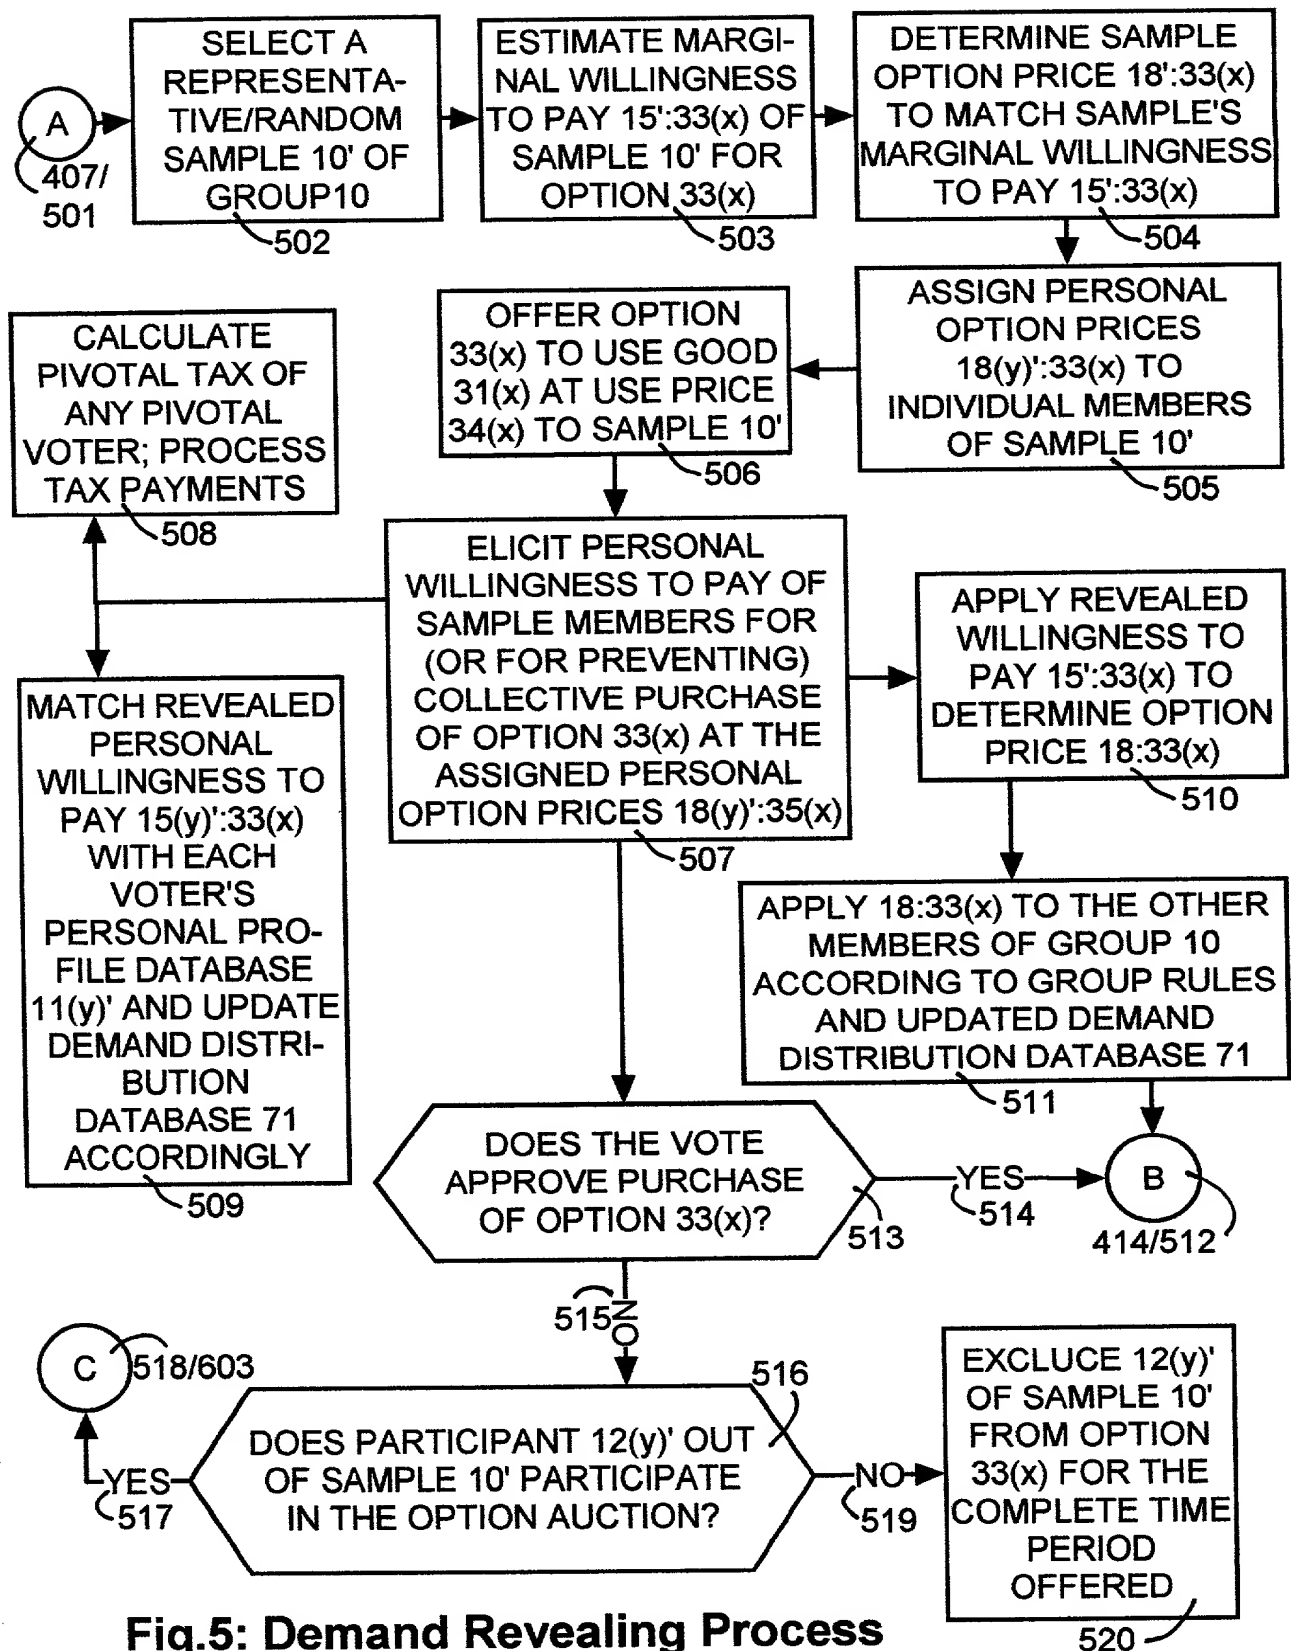 A
407/
501
SELECT A
REPRESENTA-
TIVE/RANDOM
SAMPLE 10' OF
GROUP10
502
ESTIMATE MARGI-
NAL WILLINGNESS
TO PAY 15':33(x) OF
SAMPLE 10' FOR
OPTION 33(x)
503
DETERMINE SAMPLE
OPTION PRICE 18':33(x)
TO MATCH SAMPLE'S
MARGINAL WILLINGNESS
TO PAY 15':33(x)
504
ASSIGN PERSONAL
OPTION PRICES
18(y)':33(x) TO
INDIVIDUAL MEMBERS
OF SAMPLE 10'
505
OFFER OPTION
33(x) TO USE GOOD
31(x) AT USE PRICE
34(x) TO SAMPLE 10'
506
CALCULATE
PIVOTAL TAX OF
ANY PIVOTAL
VOTER; PROCESS
TAX PAYMENTS
508
ELICIT PERSONAL
WILLINGNESS TO PAY OF
SAMPLE MEMBERS FOR
(OR FOR PREVENTING)
COLLECTIVE PURCHASE
OF OPTION 33(x) AT THE
ASSIGNED PERSONAL
OPTION PRICES 18(y)':35(x)
507
APPLY REVEALED
WILLINGNESS TO
PAY 15':33(x) TO
DETERMINE OPTION
PRICE 18:33(x)
510
MATCH REVEALED
PERSONAL
WILLINGNESS TO
PAY 15(y)':33(x)
WITH EACH
VOTER'S
PERSONAL PRO-
FILE DATABASE
11(y)' AND UPDATE
DEMAND DISTRI-
BUTION
DATABASE 71
ACCORDINGLY
509
APPLY 18:33(x) TO THE OTHER
MEMBERS OF GROUP 10
ACCORDING TO GROUP RULES
AND UPDATED DEMAND
DISTRIBUTION DATABASE 71
511
DOES THE VOTE
APPROVE PURCHASE
OF OPTION 33(x)?
513
YES
514
B
414/512
515
NO
C
518/603
516
DOES PARTICIPANT 12(y)' OUT
OF SAMPLE 10' PARTICIPATE
IN THE OPTION AUCTION?
YES
517
NO
519
EXCLUCE 12(y)'
OF SAMPLE 10'
FROM OPTION
33(x) FOR THE
COMPLETE TIME
PERIOD
OFFERED
520
Fig.5: Demand Revealing Process